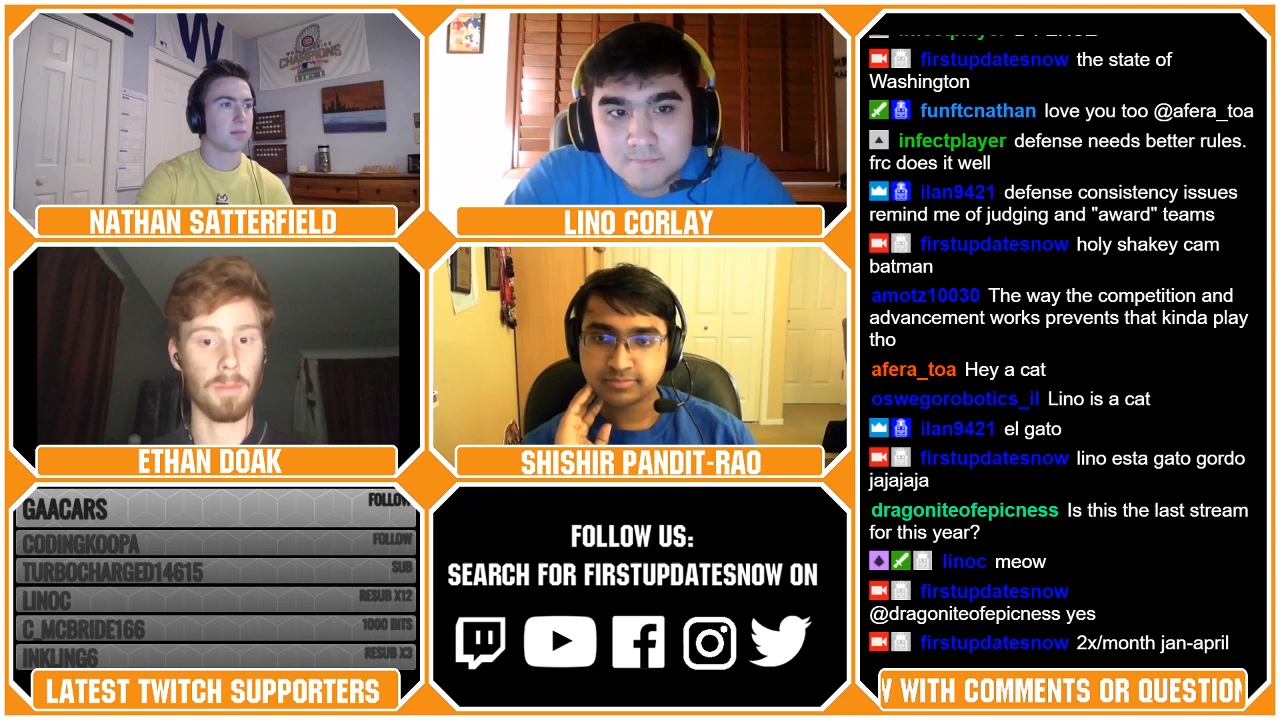 W
CHAMPIONS
NATHAN SATTERFIELD
LINO CORLAY
ETHAN DOAK
SHISHIR PANDIT-RAO
GAACARS FOLLOW
CODINGKOOPA FOLLOW
TURBOCHARGED14615 SUB
LINOC RESUB X12
C_MCBRIDE166 1000 BITS
INKLING6 RESUB X3
LATEST TWITCH SUPPORTERS
FOLLOW US:
SEARCH FOR FIRSTUPDATESNOW ON
firstupdatesnow the state of
Washington
funftcnathan love you too @afera_toa
infectplayer defense needs better rules.
frc does it well
ilan9421 defense consistency issues
remind me of judging and "award" teams
firstupdatesnow holy shakey cam
batman
amotz10030 The way the competition and
advancement works prevents that kinda play
tho
afera_toa Hey a cat
oswegorobotics_il Lino is a cat
ilan9421 el gato
firstupdatesnow lino esta gato gordo
jajajaja
dragoniteofepicness Is this the last stream
for this year?
linoc meow
firstupdatesnow
@dragoniteofepicness yes
firstupdatesnow 2x/month jan-april
WITH COMMENTS OR QUESTION